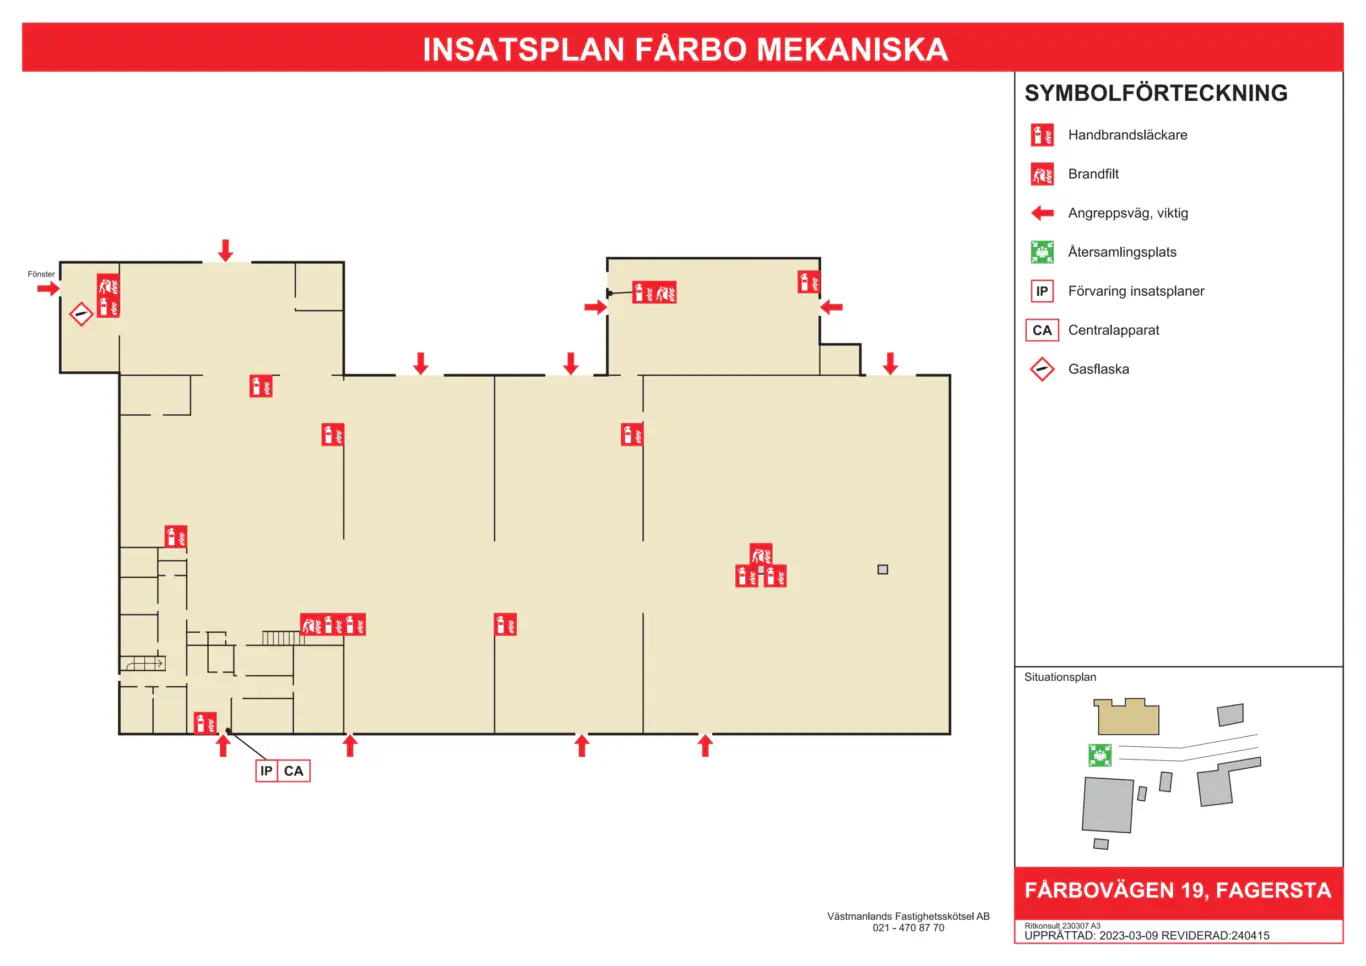 INSATSPLAN FÅRBO MEKANISKA
SYMBOLFÖRTECKNING
Handbrandsläckare
Brandfilt
Angreppsväg, viktig
Återsamlingsplats
IP Förvaring insatsplaner
CA Centralapparat
Gasflaska
Fönster
IP CA
Situationsplan
FÅRBOVÄGEN 19, FAGERSTA
Västmanlands Fastighetsskötsel AB
021 - 470 87 70
Ritkonsult 230307 A3
UPPRÄTTAD: 2023-03-09 REVIDERAD:240415